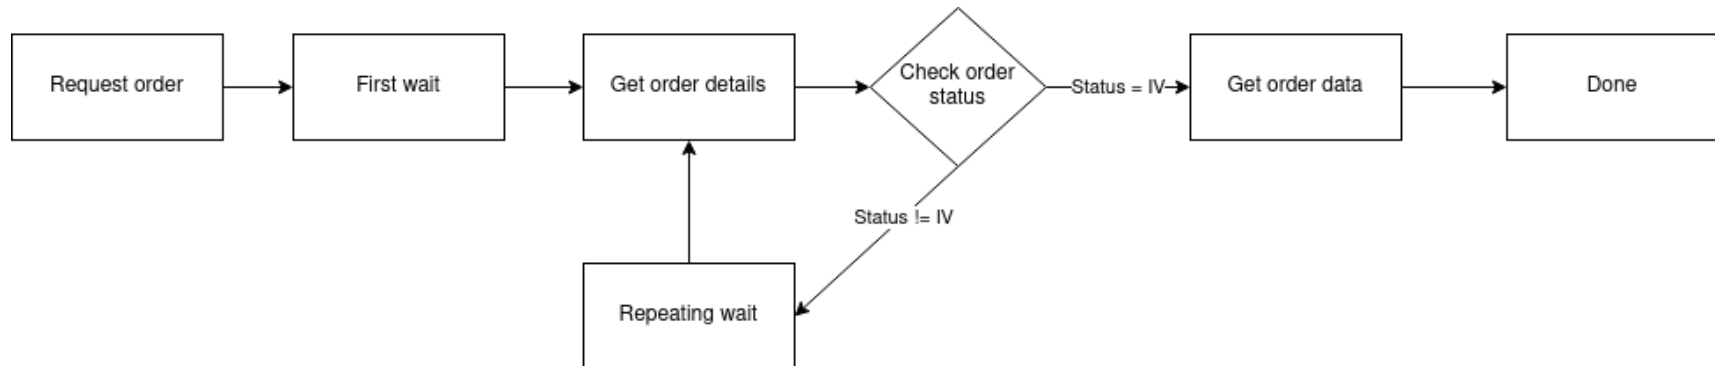 Request order
First wait
Get order details
Check order
status
Status = IV
Get order data
Done
Status != IV
Repeating wait